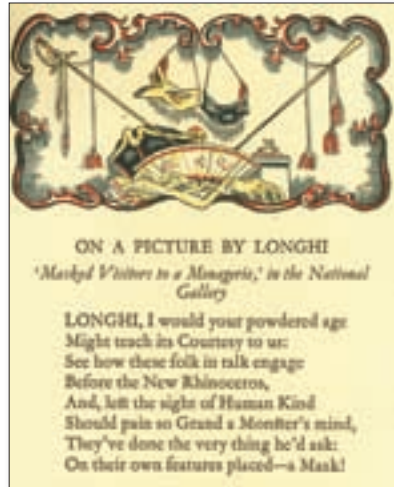 ON A PICTURE BY LONGHI
‘Maskyd Visitors to a Menagerie,’ in the National
Gallery
LONGHI, I would your powdered age
Might teach its Courtesy to us:
See how these folk in talk engage
Before the New Rhinoceros,
And, lest the sight of Human Kind
Should pain so Grand a Monster's mind,
They've done the very thing he'd ask:
On their own features placed—a Mask!